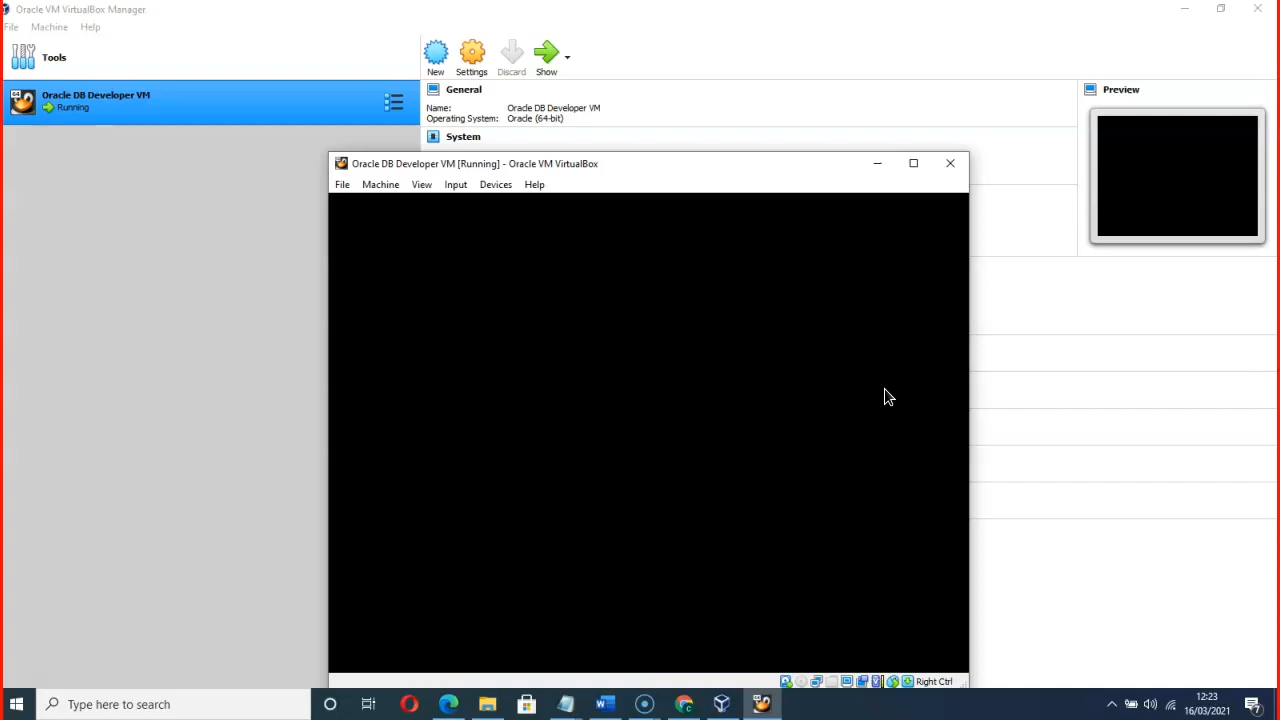 Oracle VM VirtualBox Manager
File Machine Help
Tools
New Settings Discard Show
64
Oracle DB Developer VM
Running
General
Name: Oracle DB Developer VM
Operating System: Oracle (64-bit)
System
Preview
Oracle DB Developer VM [Running] - Oracle VM VirtualBox
File Machine View Input Devices Help
Right Ctrl
Type here to search
12:23
16/03/2021
7